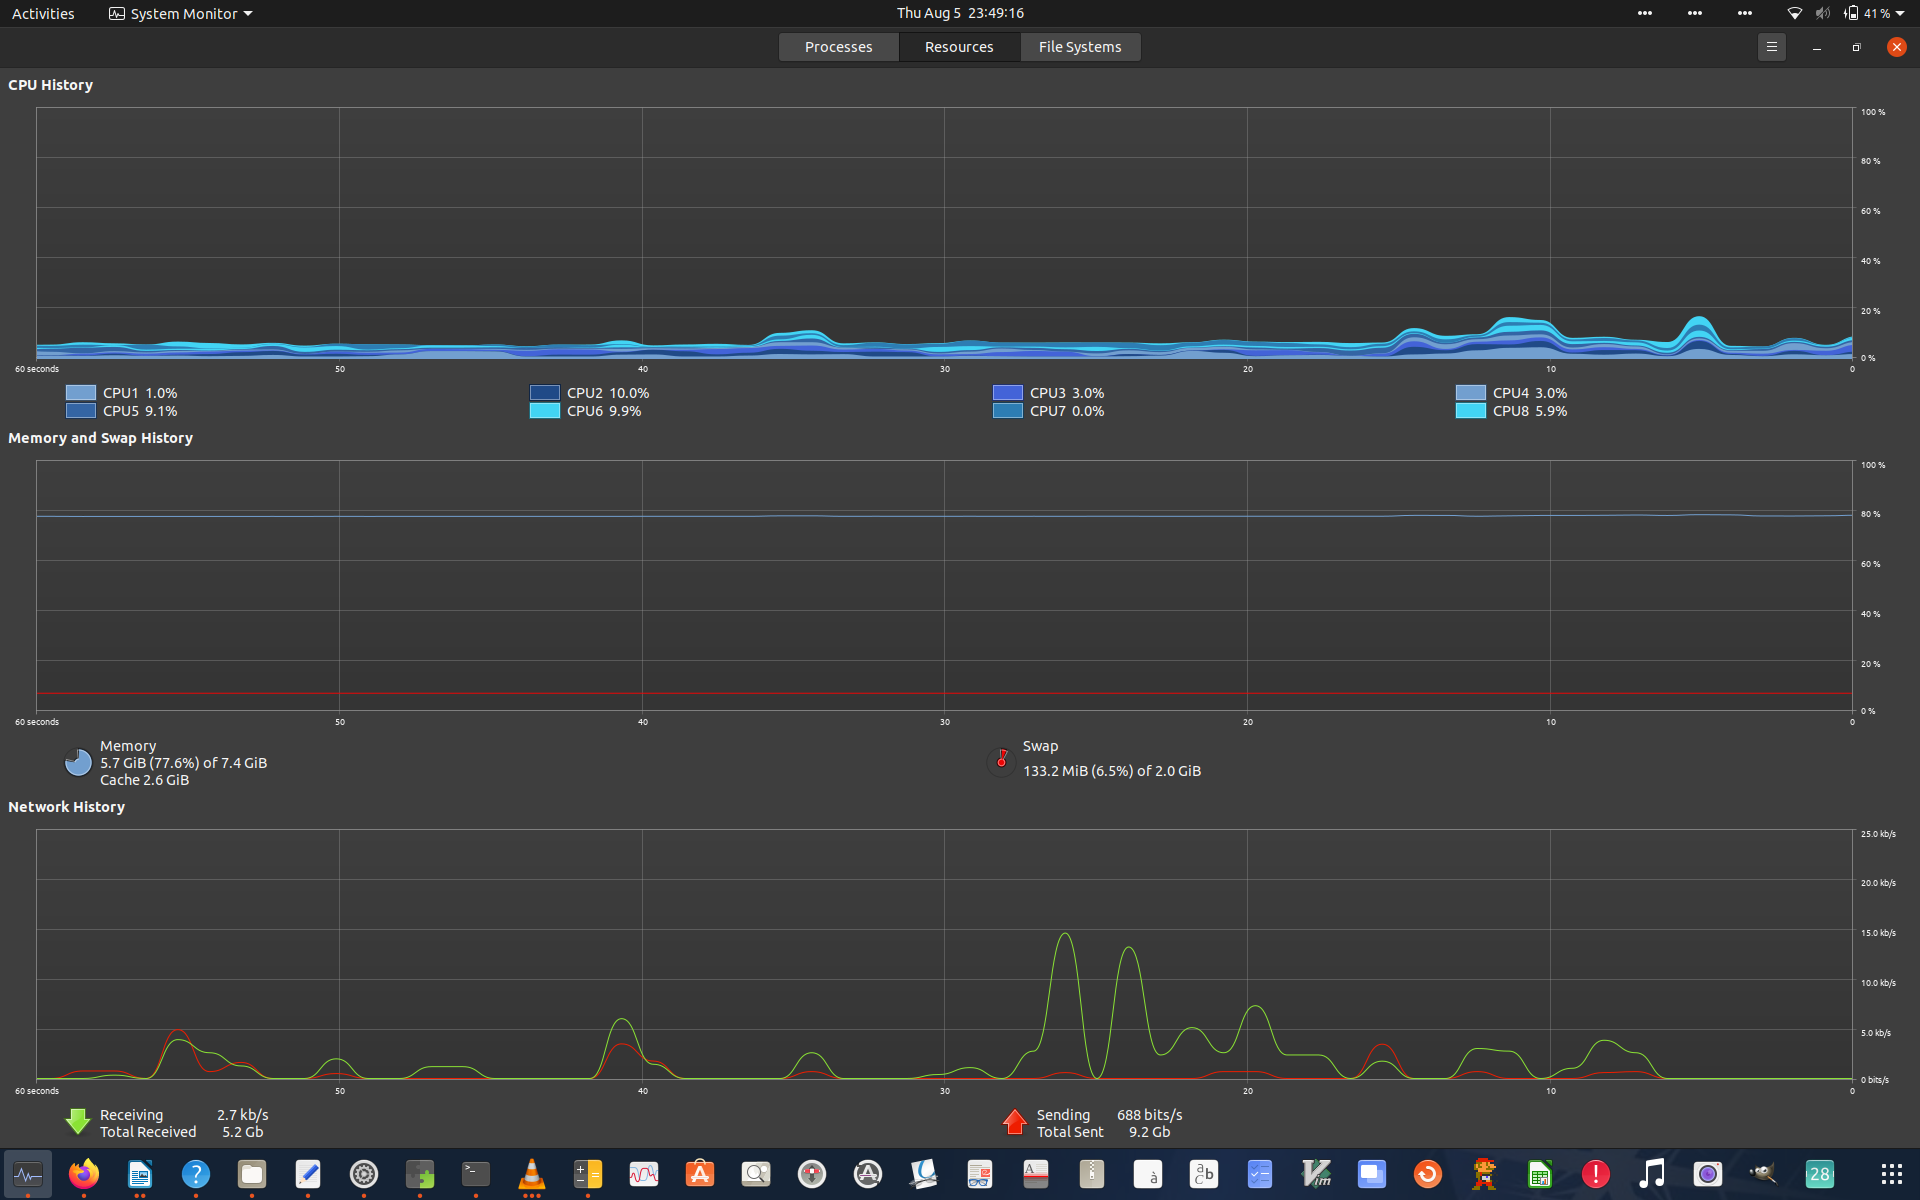 Activities System Monitor Thu Aug 5 23:49:16 41 %
Processes Resources File Systems
CPU History
100 %
80 %
60 %
40 %
20 %
0 %
60 seconds 50 40 30 20 10 0
CPU1 1.0% CPU2 10.0% CPU3 3.0% CPU4 3.0%
CPU5 9.1% CPU6 9.9% CPU7 0.0% CPU8 5.9%
Memory and Swap History
100 %
80 %
60 %
40 %
20 %
0 %
60 seconds 50 40 30 20 10 0
Memory
5.7 GiB (77.6%) of 7.4 GiB
Cache 2.6 GiB
Swap
133.2 MiB (6.5%) of 2.0 GiB
Network History
25.0 kb/s
20.0 kb/s
15.0 kb/s
10.0 kb/s
5.0 kb/s
0 bits/s
60 seconds 50 40 30 20 10 0
Receiving 2.7 kb/s
Total Received 5.2 Gb
Sending 688 bits/s
Total Sent 9.2 Gb
? >_ à a b c Vim ! 28